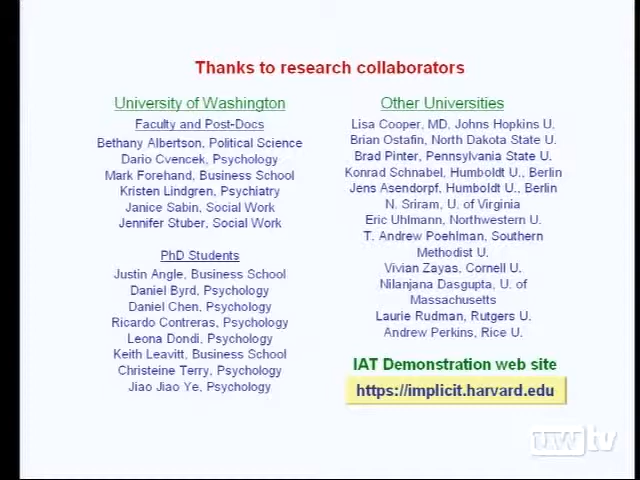 Thanks to research collaborators
University of Washington
Faculty and Post-Docs
Bethany Albertson, Political Science
Dario Cvencek, Psychology
Mark Forehand, Business School
Kristen Lindgren, Psychiatry
Janice Sabin, Social Work
Jennifer Stuber, Social Work
PhD Students
Justin Angle, Business School
Daniel Byrd, Psychology
Daniel Chen, Psychology
Ricardo Contreras, Psychology
Leona Dondi, Psychology
Keith Leavitt, Business School
Christeine Terry, Psychology
Jiao Jiao Ye, Psychology
Other Universities
Lisa Cooper, MD, Johns Hopkins U.
Brian Ostafin, North Dakota State U.
Brad Pinter, Pennsylvania State U.
Konrad Schnabel, Humboldt U., Berlin
Jens Asendorpf, Humboldt U., Berlin
N. Sriram, U. of Virginia
Eric Uhlmann, Northwestern U.
T. Andrew Poehlman, Southern
Methodist U.
Vivian Zayas, Cornell U.
Nilanjana Dasgupta, U. of
Massachusetts
Laurie Rudman, Rutgers U.
Andrew Perkins, Rice U.
IAT Demonstration web site
https://implicit.harvard.edu
uwtv